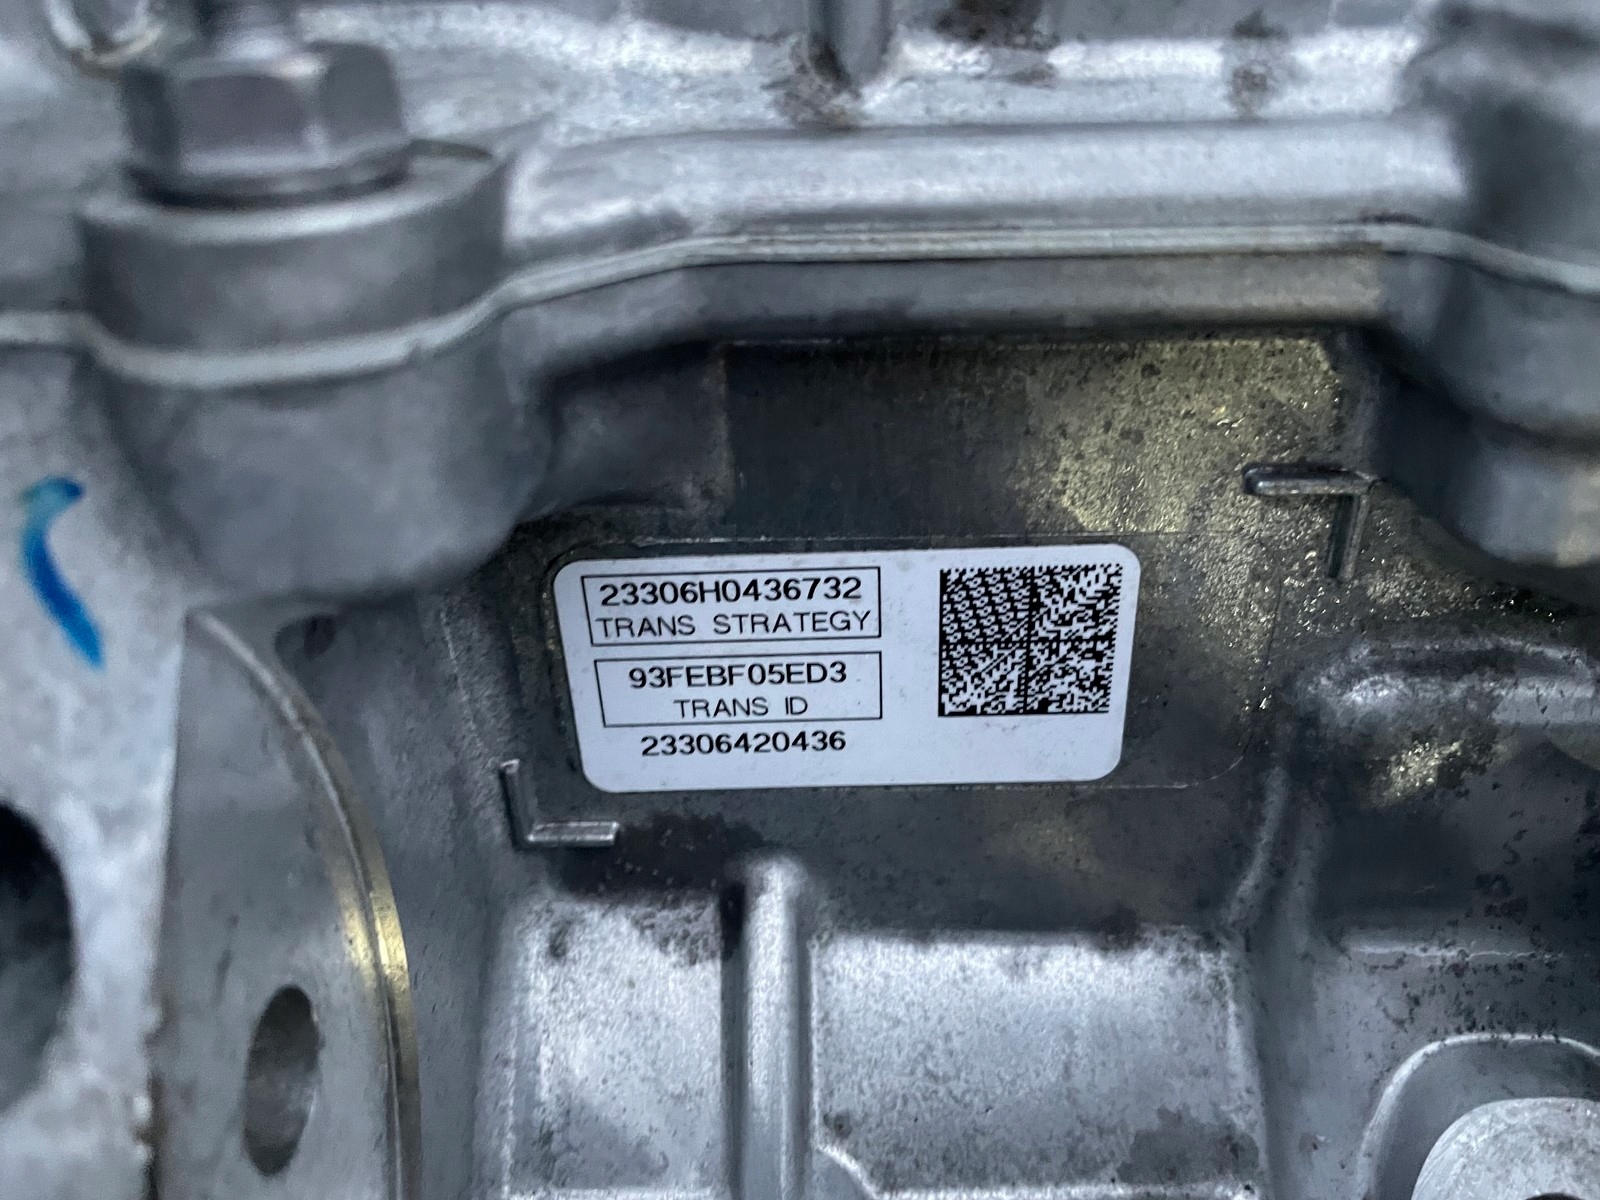 23306H0436732
TRANS STRATEGY
93FEBF05ED3
TRANS ID
23306420436